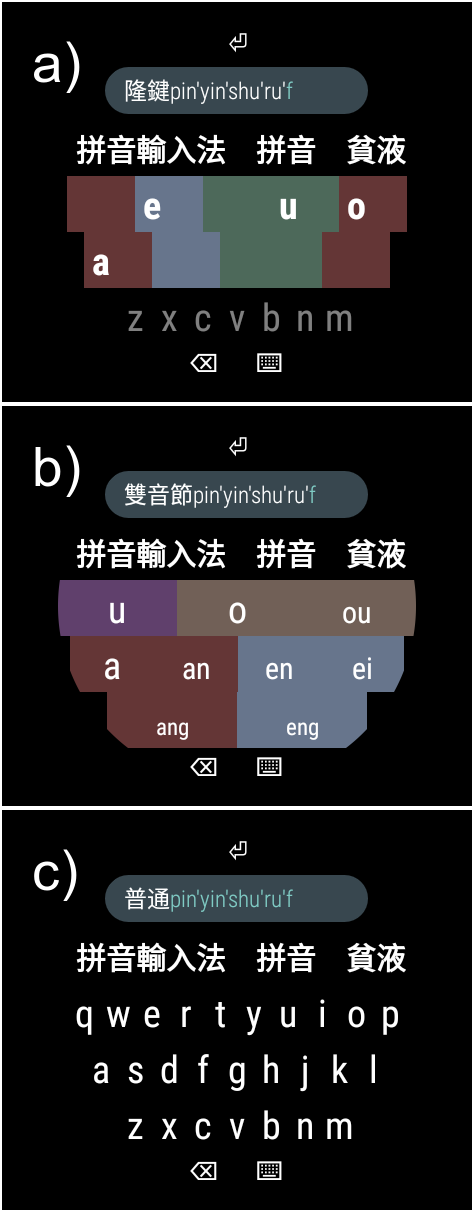 a)
隆鍵pin'yin'shu'ru'f
拼音輸入法 拼音 貧液
e u o
a
z x c v b n m
b)
雙音節pin'yin'shu'ru'f
拼音輸入法 拼音 貧液
u o ou
a an en ei
ang eng
c)
普通pin'yin'shu'ru'f
拼音輸入法 拼音 貧液
q w e r t y u i o p
a s d f g h j k l
z x c v b n m